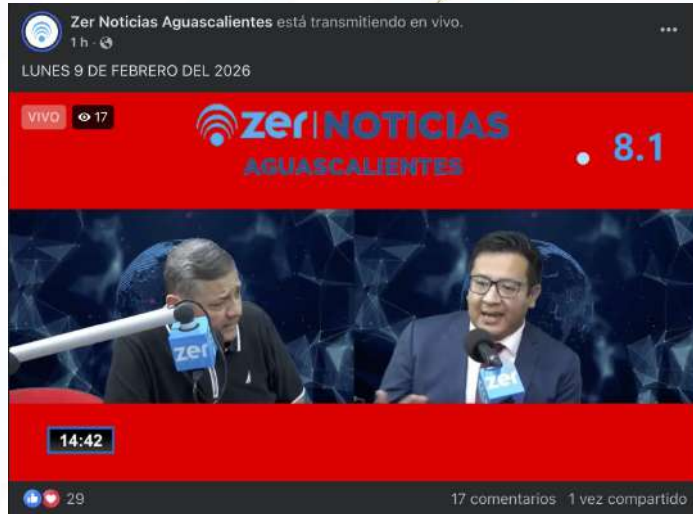 Zer Noticias Aguascalientes está transmitiendo en vivo.
1 h
LUNES 9 DE FEBRERO DEL 2026
VIVO 17
zer NOTICIAS
AGUASCALIENTES
8.1
zer
zer
14:42
29
17 comentarios 1 vez compartido